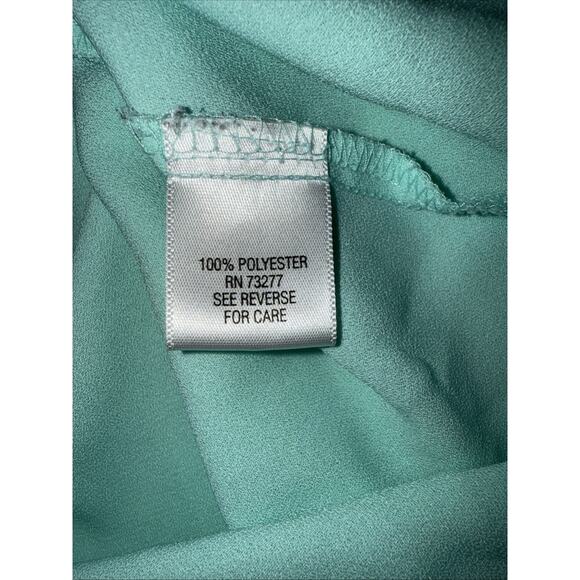 100% POLYESTER
RN 73277
SEE REVERSE
FOR CARE